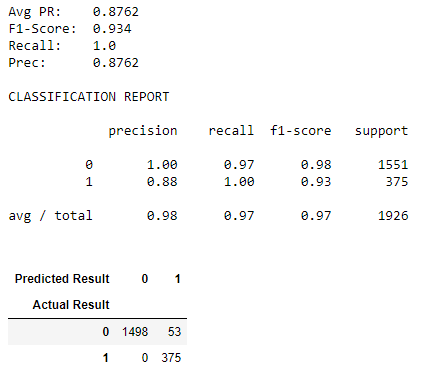 Avg PR: 0.8762
F1-Score: 0.934
Recall: 1.0
Prec: 0.8762
CLASSIFICATION REPORT
precision recall f1-score support
0 1.00 0.97 0.98 1551
1 0.88 1.00 0.93 375
avg / total 0.98 0.97 0.97 1926
Predicted Result 0 1
Actual Result
0 1498 53
1 0 375